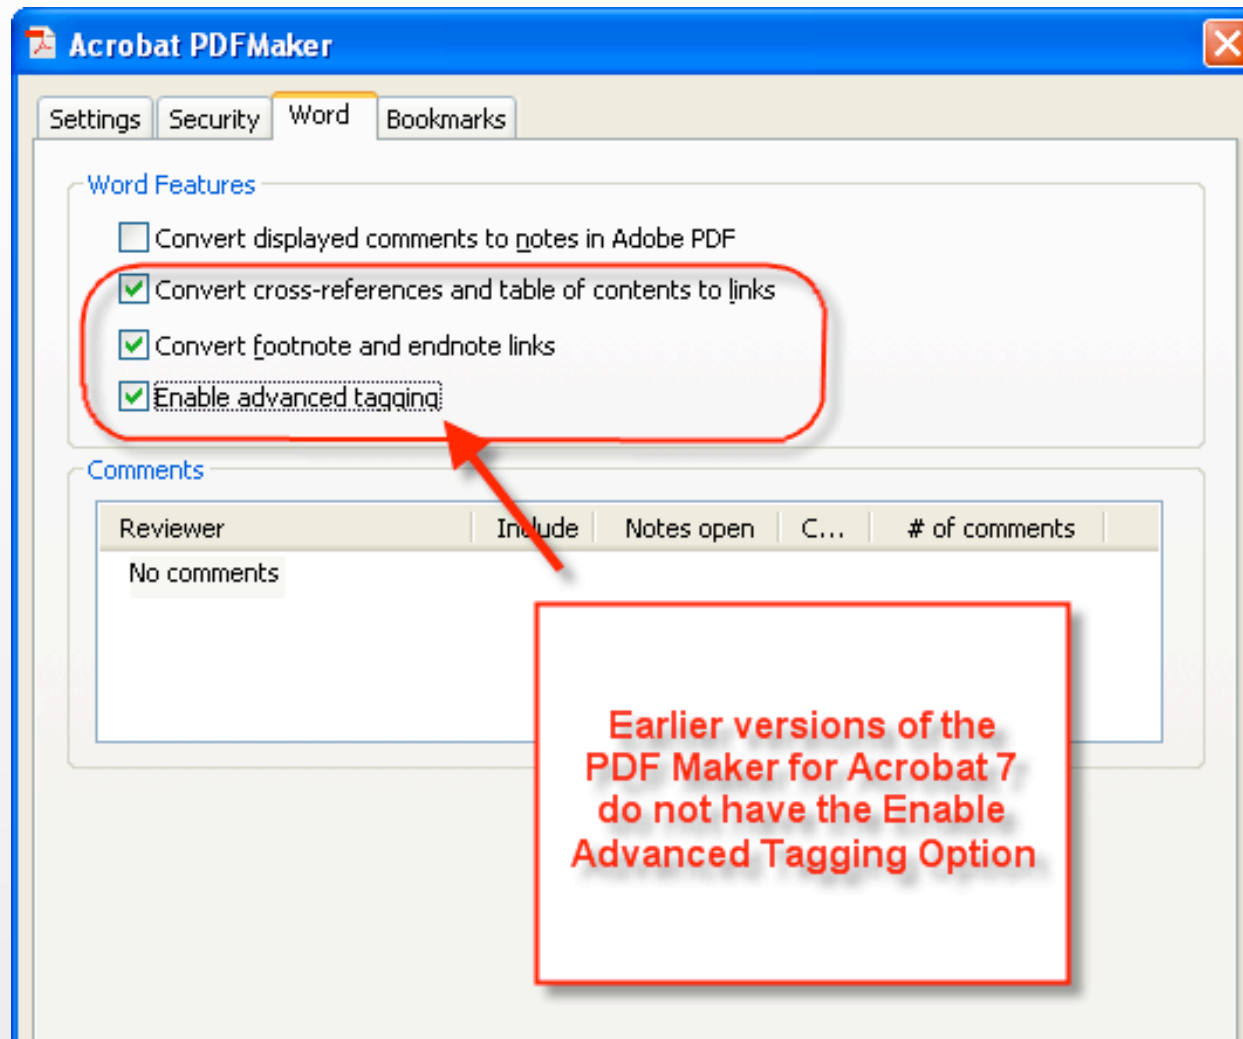 Acrobat PDFMaker
Settings Security Word Bookmarks
Word Features
Convert displayed comments to notes in Adobe PDF
Convert cross-references and table of contents to links
Convert footnote and endnote links
Enable advanced tagging
Comments
Reviewer Include Notes open C... # of comments
No comments
Earlier versions of the
PDF Maker for Acrobat 7
do not have the Enable
Advanced Tagging Option